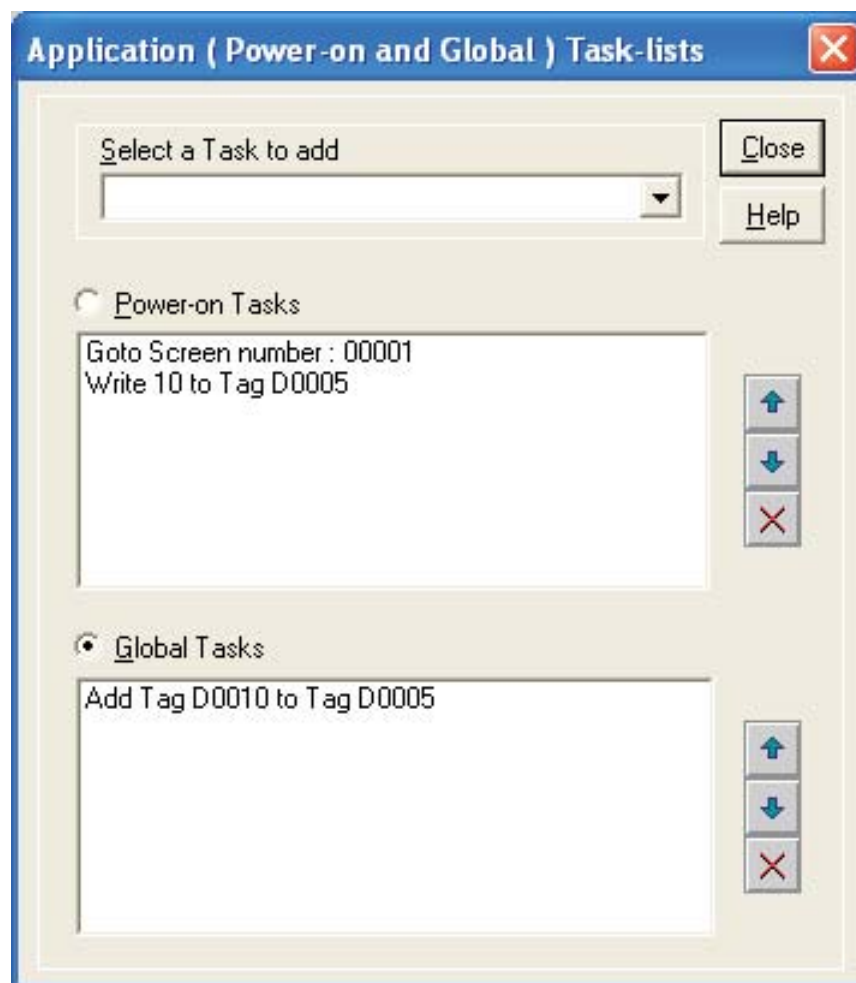 Application ( Power-on and Global ) Task-lists
Select a Task to add
Close
Help
Power-on Tasks
Goto Screen number : 00001
Write 10 to Tag D0005
Global Tasks
Add Tag D0010 to Tag D0005